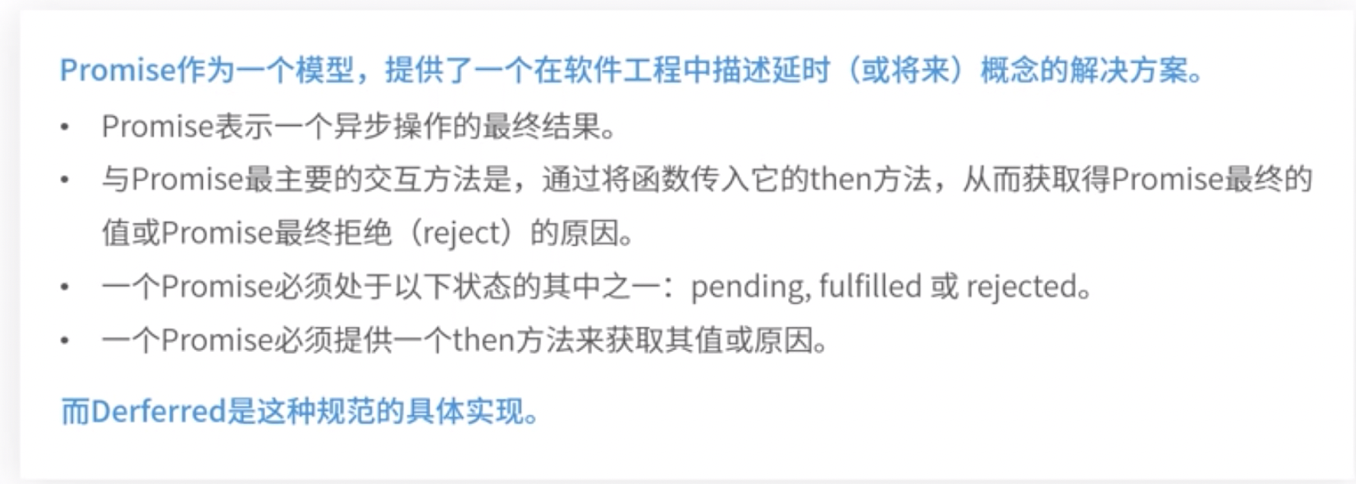 Promise作为一个模型，提供了一个在软件工程中描述延时（或将来）概念的解决方案。
• Promise表示一个异步操作的最终结果。
• 与Promise最主要的交互方法是，通过将函数传入它的then方法，从而获取得Promise最终的
值或Promise最终拒绝（reject）的原因。
• 一个Promise必须处于以下状态的其中之一：pending, fulfilled 或 rejected。
• 一个Promise必须提供一个then方法来获取其值或原因。
而Derferred是这种规范的具体实现。